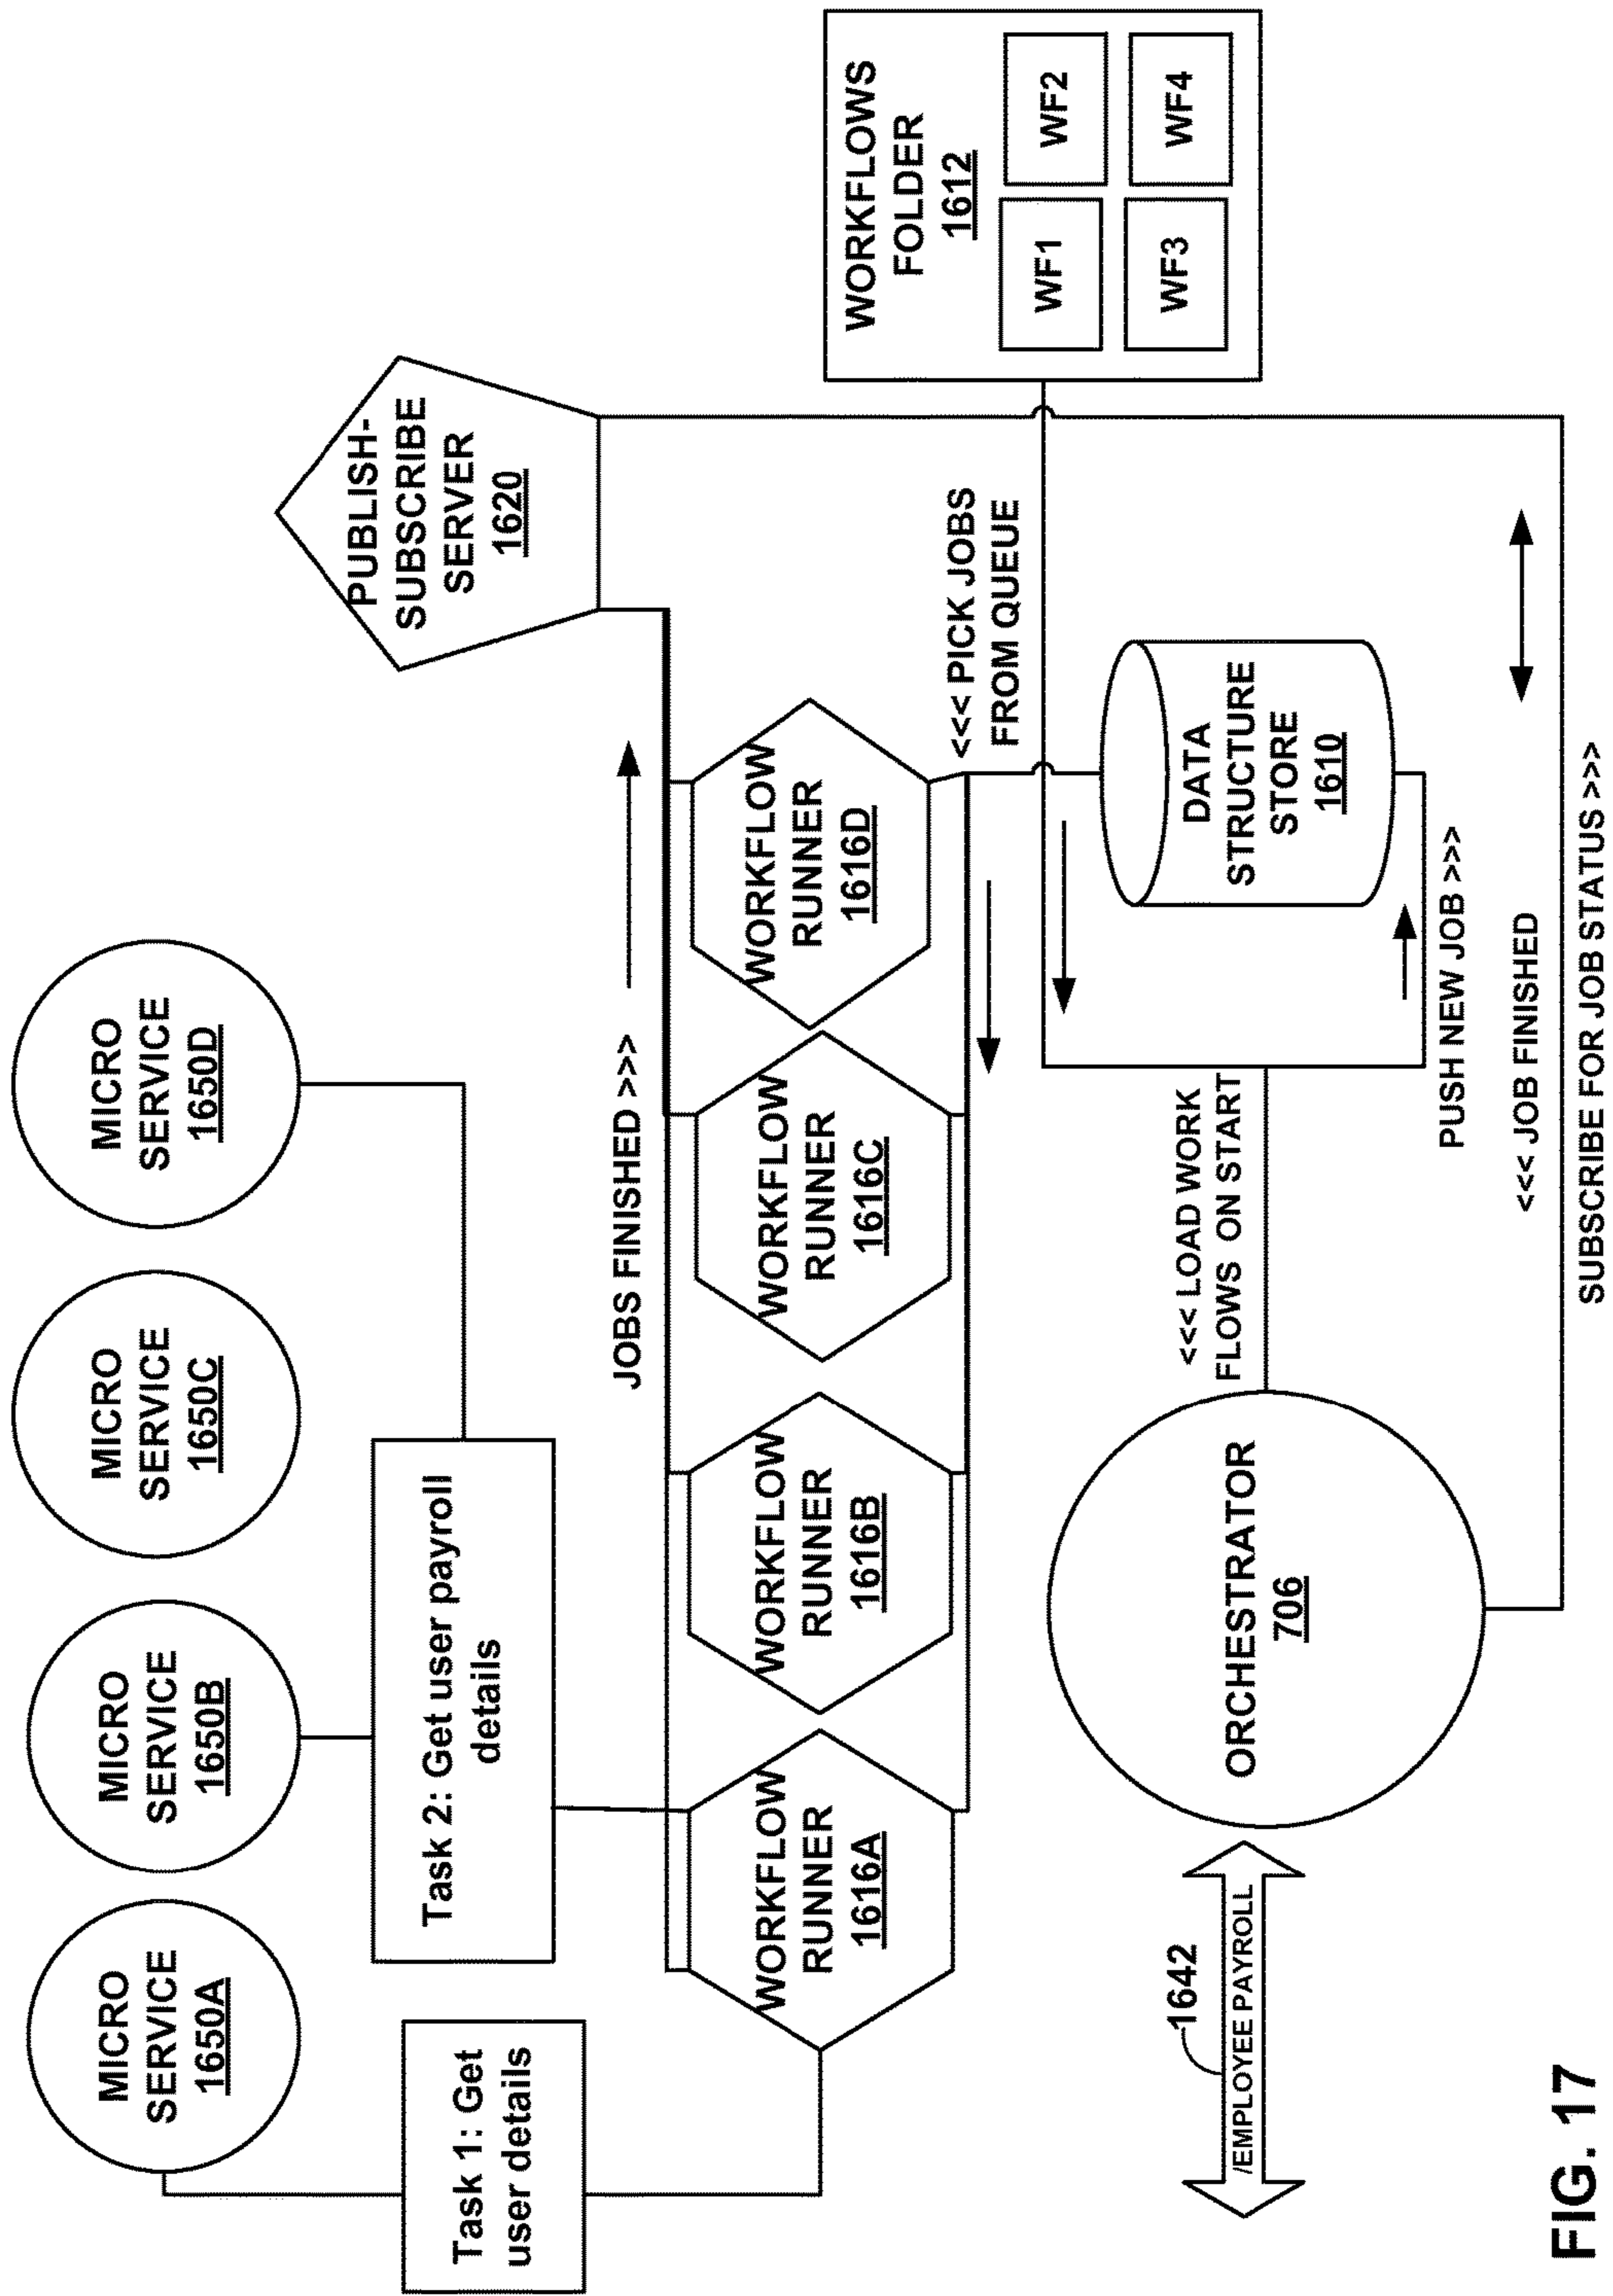 MICRO
SERVICE
1650A
MICRO
SERVICE
1650B
MICRO
SERVICE
1650C
MICRO
SERVICE
1650D
Task 1: Get
user details
Task 2: Get user payroll
details
JOBS FINISHED >>>
PUBLISH-
SUBSCRIBE
SERVER
1620
WORKFLOW
RUNNER
1616A
WORKFLOW
RUNNER
1616B
WORKFLOW
RUNNER
1616C
WORKFLOW
RUNNER
1616D
<<< PICK JOBS
FROM QUEUE
WORKFLOWS
FOLDER
1612
WF1
WF2
WF3
WF4
1642
/EMPLOYEE PAYROLL
ORCHESTRATOR
706
<<< LOAD WORK
FLOWS ON START
DATA
STRUCTURE
STORE
1610
PUSH NEW JOB >>>
<<< JOB FINISHED
SUBSCRIBE FOR JOB STATUS >>>
FIG. 17